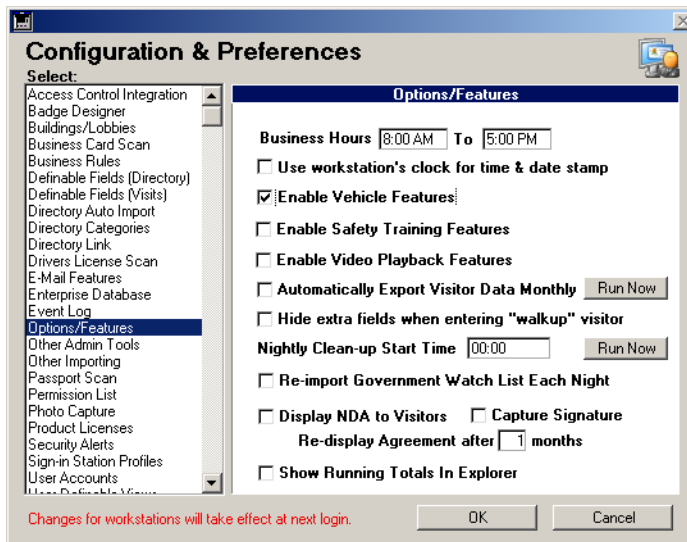 Configuration & Preferences
Select:
Access Control Integration
Badge Designer
Buildings/Lobbies
Business Card Scan
Business Rules
Definable Fields (Directory)
Definable Fields (Visits)
Directory Auto Import
Directory Categories
Directory Link
Drivers License Scan
E-Mail Features
Enterprise Database
Event Log
Options/Features
Other Admin Tools
Other Importing
Passport Scan
Permission List
Photo Capture
Product Licenses
Security Alerts
Sign-in Station Profiles
User Accounts
User Definable Views
Options/Features
Business Hours 8:00 AM To 5:00 PM
Use workstation's clock for time & date stamp
Enable Vehicle Features
Enable Safety Training Features
Enable Video Playback Features
Automatically Export Visitor Data Monthly Run Now
Hide extra fields when entering "walkup" visitor
Nightly Clean-up Start Time 00:00 Run Now
Re-import Government Watch List Each Night
Display NDA to Visitors Capture Signature
Re-display Agreement after 1 months
Show Running Totals In Explorer
Changes for workstations will take effect at next login.
OK Cancel